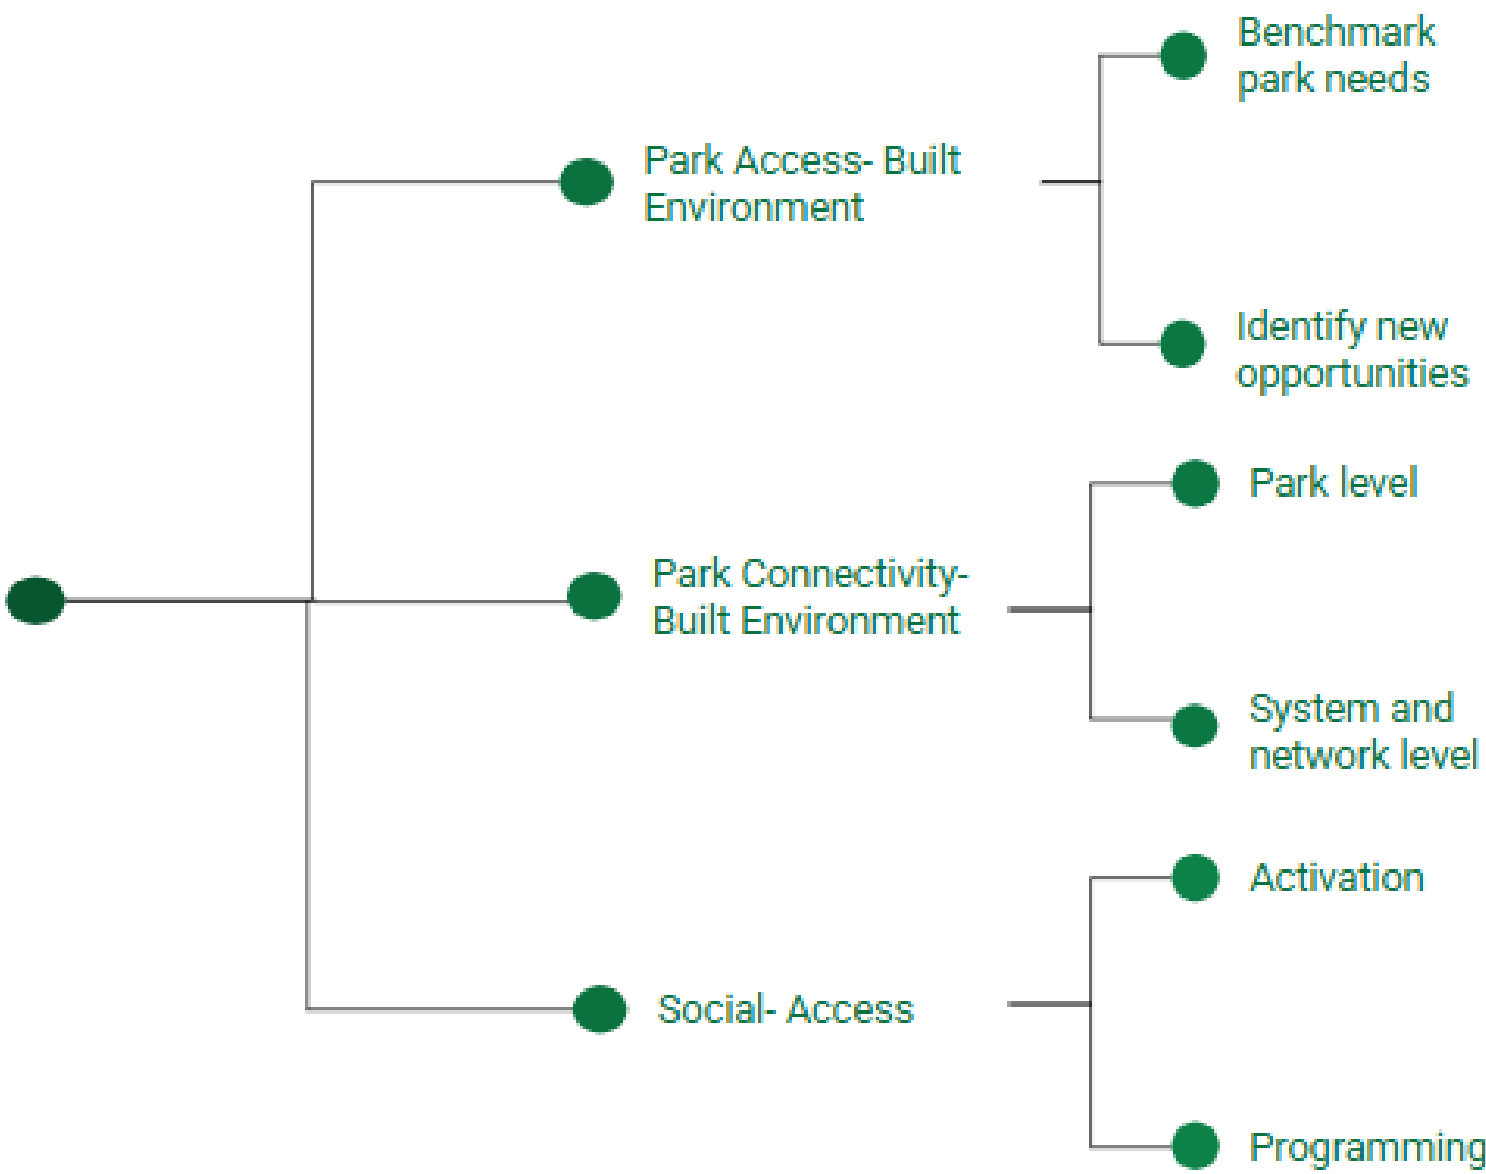 Benchmark
park needs
Park Access- Built
Environment
Identify new
opportunities
Park level
Park Connectivity-
Built Environment
System and
network level
Activation
Social- Access
Programming